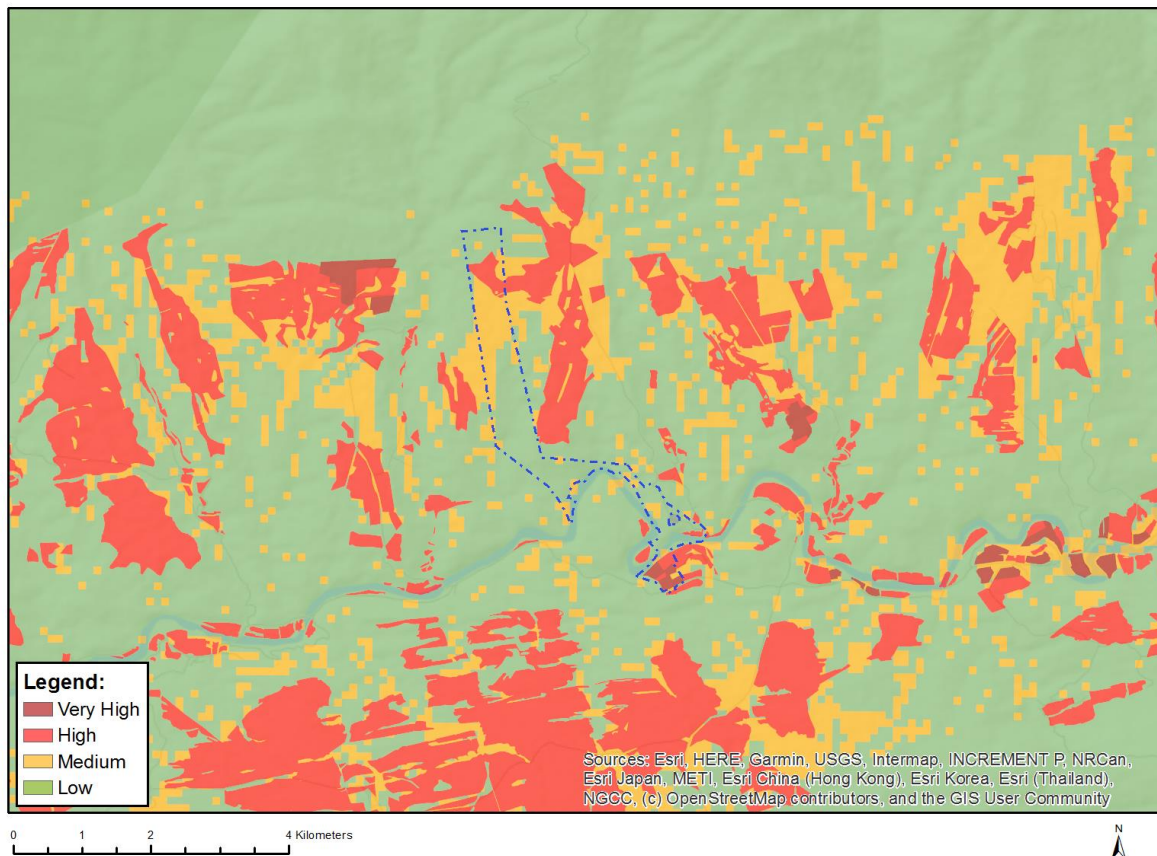 Legend:
Very High
High
Medium
Low
Sources: Esri, HERE, Garmin, USGS, Intermap, INCREMENT P, NRCan,
Esri Japan, METI, Esri China (Hong Kong), Esri Korea, Esri (Thailand),
NGCC, (c) OpenStreetMap contributors, and the GIS User Community
0 1 2 4 Kilometers
N